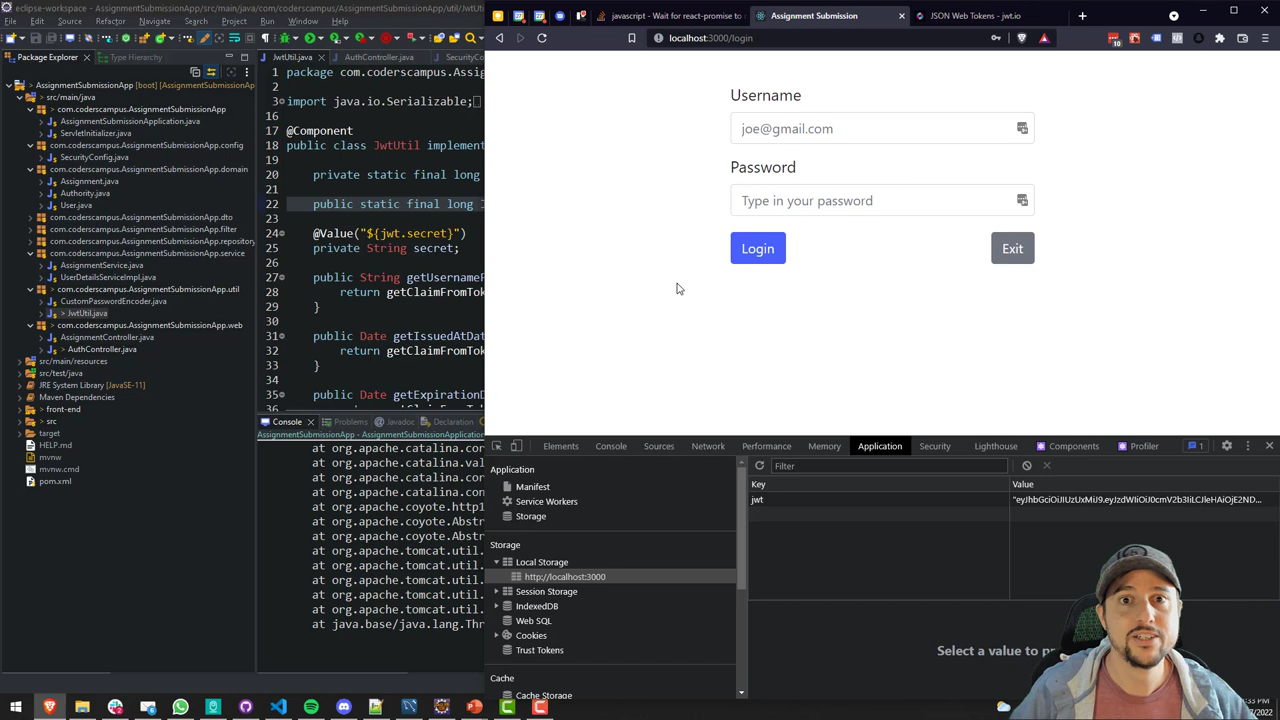 eclipse-workspace - AssignmentSubmissionApp/src/main/java/com/coderscampus/AssignmentSubmissionApp/util/JwtUtil
File Edit Source Refactor Navigate Search Project Run
Package Explorer
Type Hierarchy
AssignmentSubmissionApp [boot] [AssignmentSubmissionAp
src/main/java
com.coderscampus.AssignmentSubmissionApp
AssignmentSubmissionApplication.java
ServletInitializer.java
com.coderscampus.AssignmentSubmissionApp.config
SecurityConfig.java
com.coderscampus.AssignmentSubmissionApp.domain
Assignment.java
Authority.java
User.java
com.coderscampus.AssignmentSubmissionApp.dto
com.coderscampus.AssignmentSubmissionApp.filter
com.coderscampus.AssignmentSubmissionApp.repository
com.coderscampus.AssignmentSubmissionApp.service
AssignmentService.java
UserDetailsServiceImpl.java
com.coderscampus.AssignmentSubmissionApp.util
CustomPasswordEncoder.java
> JwtUtil.java
com.coderscampus.AssignmentSubmissionApp.web
AssignmentController.java
> AuthController.java
src/main/resources
src/test/java
JRE System Library [JavaSE-11]
Maven Dependencies
> front-end
> src
target
HELP.md
mvnw
mvnw.cmd
pom.xml
JwtUtil.java AuthController.java SecurityCo
1 package com.coderscampus.Assig
2
3 import java.io.Serializable;
16
17 @Component
18 public class JwtUtil implement
19
20 private static final long
21
22 public static final long
23
24 @Value("${jwt.secret}")
25 private String secret;
26
27 public String getUsernameF
28 return getClaimFromTok
29 }
30
31 public Date getIssuedAtDat
32 return getClaimFromTok
33 }
34
35 public Date getExpirationD
36
Console Problems Javadoc Declaration
AssignmentSubmissionApp - AssignmentSubmissionApplication
at org.apache.catalina.cor
at org.apache.catalina.val
at org.apache.catalina.cor
at org.apache.catalina.con
at org.apache.coyote.http1
at org.apache.coyote.Abstr
at org.apache.coyote.Abstr
at org.apache.tomcat.util.
at org.apache.tomcat.util.
at org.apache.tomcat.util.
at org.apache.tomcat.util.
at org.apache.tomcat.util.
at java.base/java.lang.Thr
javascript - Wait for react-promise to
Assignment Submission
JSON Web Tokens - jwt.io
localhost:3000/login
Username
joe@gmail.com
Password
Type in your password
Login
Exit
Elements Console Sources Network Performance Memory Application Security Lighthouse Components Profiler 1
Application
Manifest
Service Workers
Storage
Storage
Local Storage
http://localhost:3000
Session Storage
IndexedDB
Web SQL
Cookies
Trust Tokens
Cache
Cache Storage
Filter
Key Value
jwt "eyJhbGciOiJIUzUxMiJ9.eyJzdWIiOiJ0cmV2b3IiLCJleHAiOjE2ND...
Select a value to pr